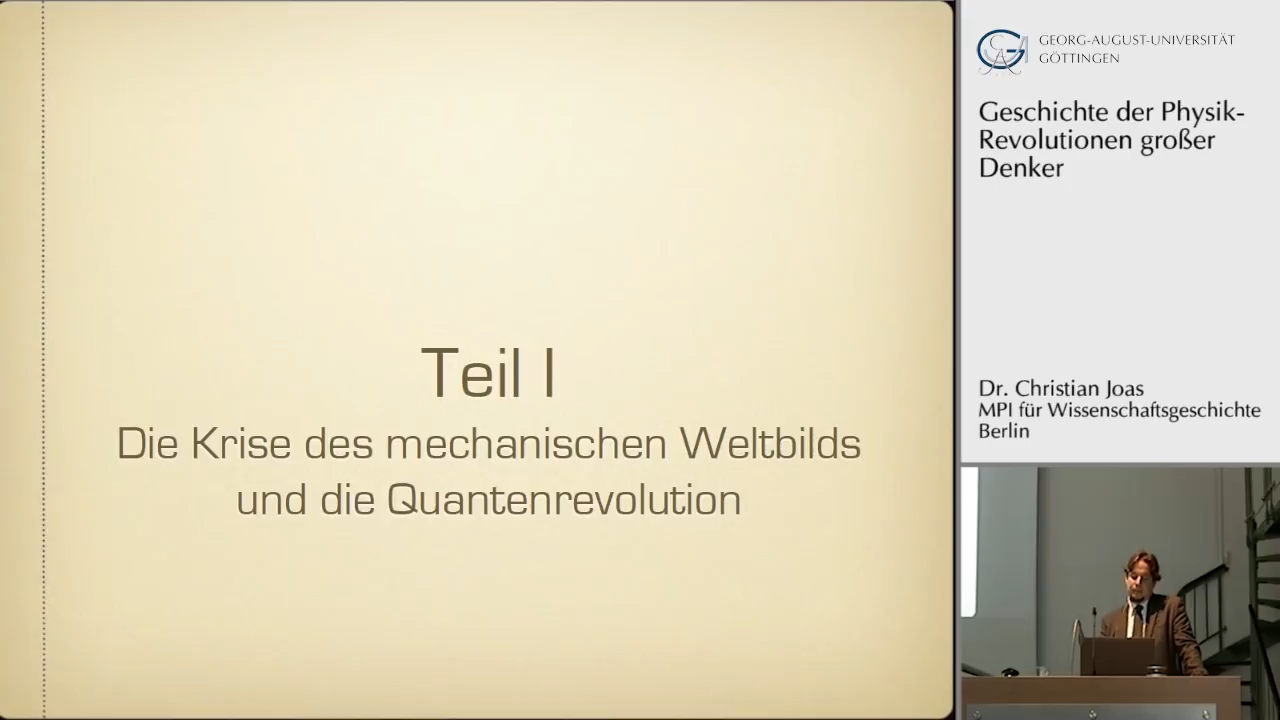 Teil I
Die Krise des mechanischen Weltbilds
und die Quantenrevolution
GEORG-AUGUST-UNIVERSITÄT
GÖTTINGEN
Geschichte der Physik-
Revolutionen großer
Denker
Dr. Christian Joas
MPI für Wissenschaftsgeschichte
Berlin